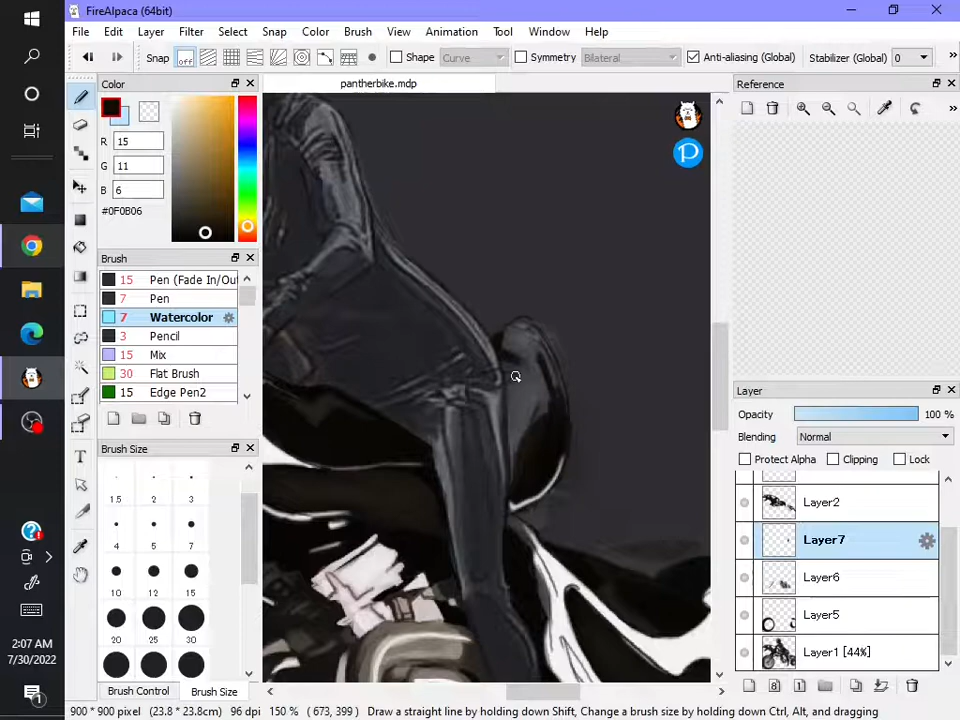 FireAlpaca (64bit)
File Edit Layer Filter Select Snap Color Brush View Animation Tool Window Help
Snap off Shape Curve Symmetry Bilateral Anti-aliasing (Global) Stabilizer (Global) 0 »
Color
pantherbike.mdp
Reference
R 15
G 11
B 6
#0F0B06
P
Brush
15 Pen (Fade In/Ou
7 Pen
7 Watercolor
3 Pencil
15 Mix
30 Flat Brush
15 Edge Pen2
Brush Size
1.5 2 3
4 5 7
10 12 15
20 25 30
Brush Control Brush Size
Layer
Opacity 100 %
Blending Normal
Protect Alpha Clipping Lock
Layer2
Layer7
Layer6
Layer5
Layer1 [44%]
2:07 AM
7/30/2022
900 * 900 pixel (23.8 * 23.8cm) 96 dpi 150 % ( 673, 399 ) Draw a straight line by holding down Shift, Change a brush size by holding down Ctrl, Alt, and dragging